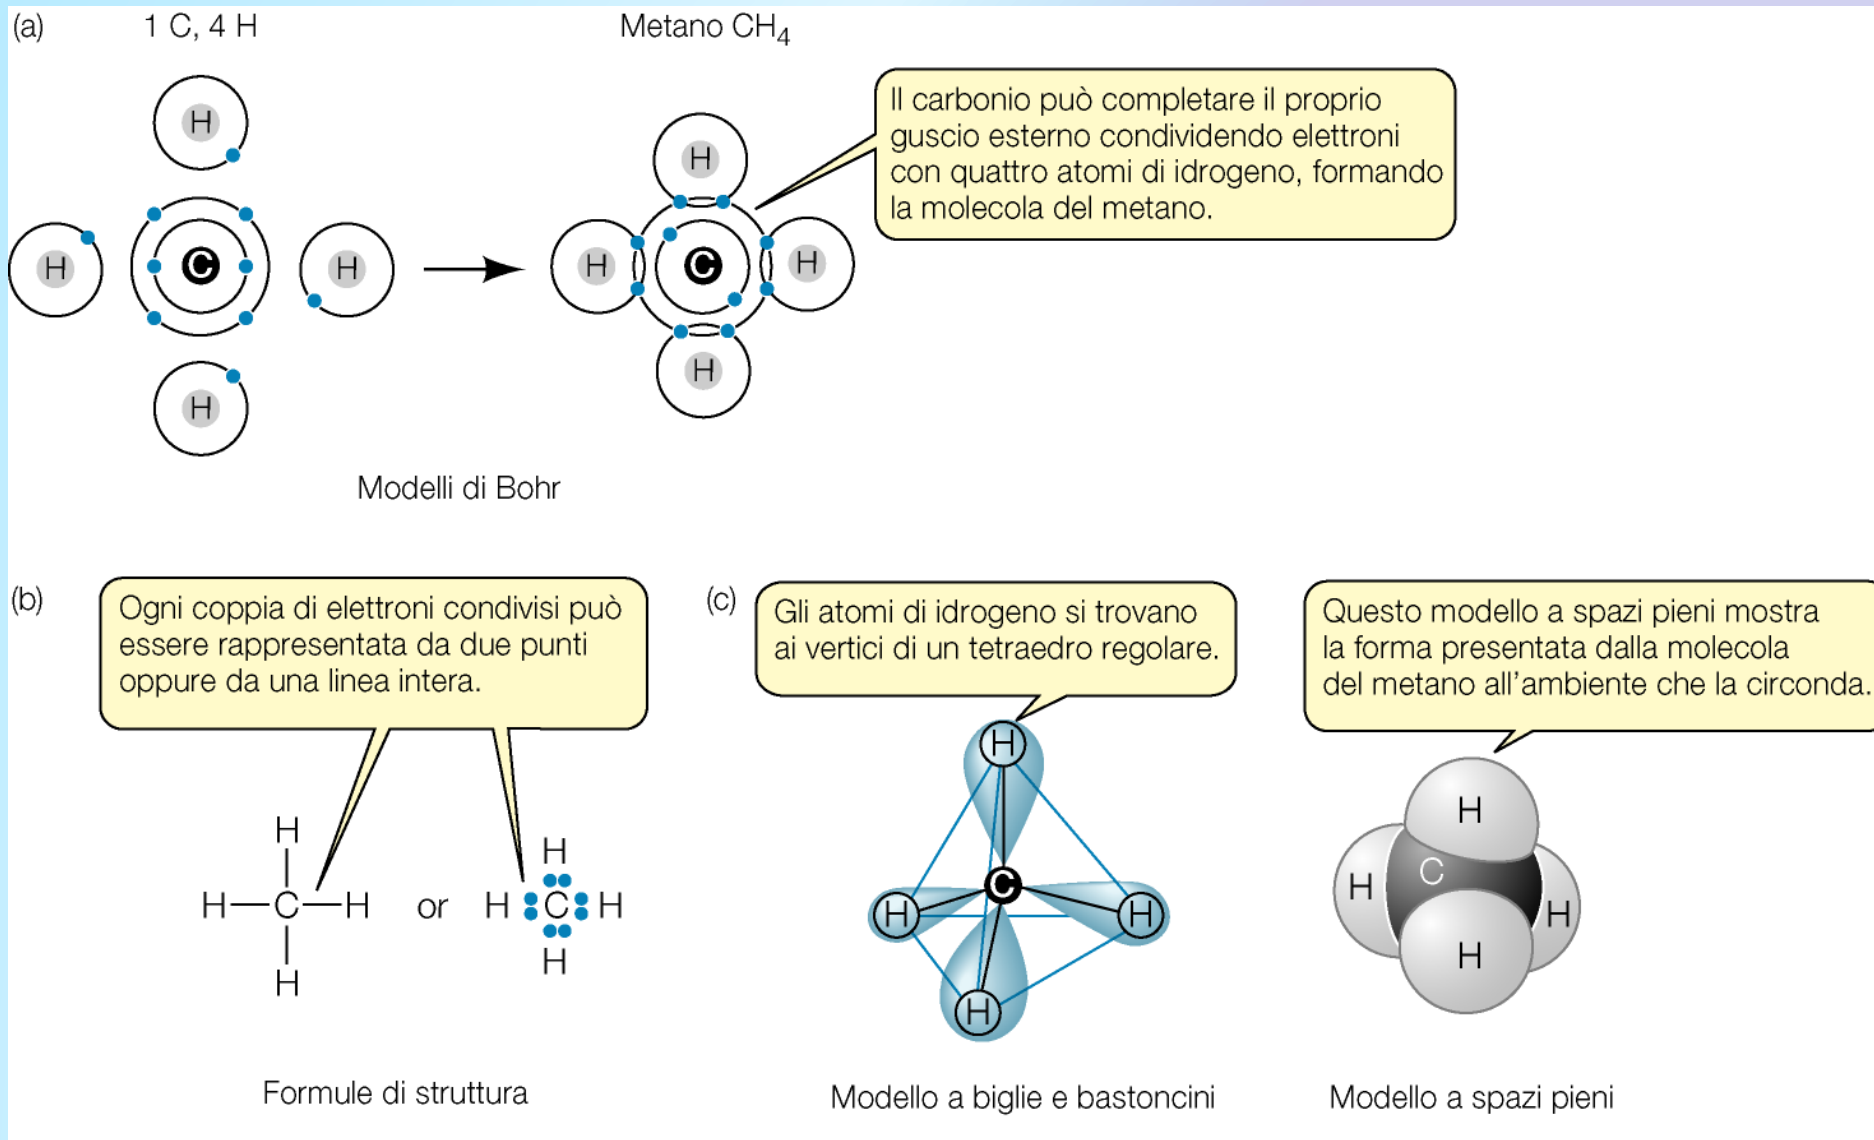 (a)
1 C, 4 H
Metano CH₄
H
H
C
H
H
H
H
C
H
H
Il carbonio può completare il proprio
guscio esterno condividendo elettroni
con quattro atomi di idrogeno, formando
la molecola del metano.
Modelli di Bohr
(b)
Ogni coppia di elettroni condivisi può
essere rappresentata da due punti
oppure da una linea intera.
H
H—C—H
H
or
H
H:C:H
H
Formule di struttura
(c)
Gli atomi di idrogeno si trovano
ai vertici di un tetraedro regolare.
H
C
H
H
H
Modello a biglie e bastoncini
Questo modello a spazi pieni mostra
la forma presentata dalla molecola
del metano all'ambiente che la circonda.
H
C
H
H
H
Modello a spazi pieni